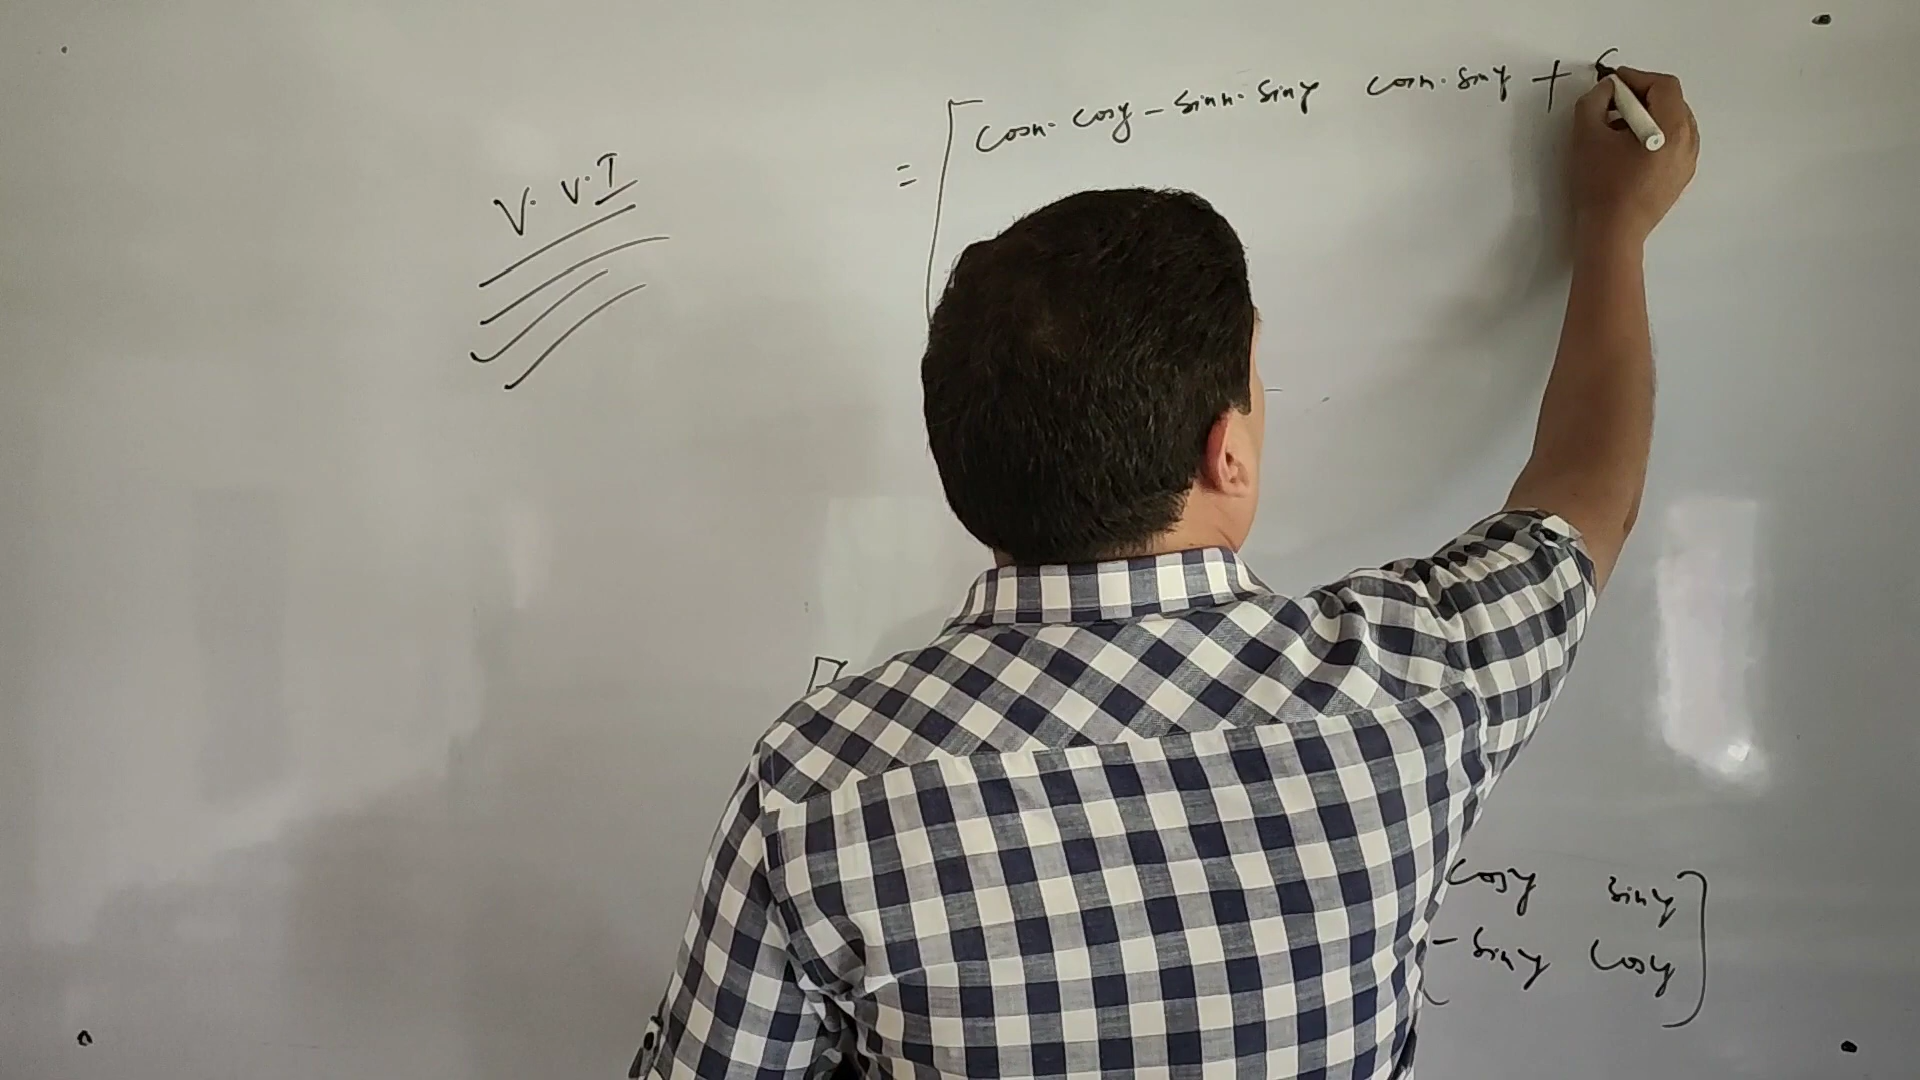 V. V. I
= [ cosx. cosy - sinx. siny cosx. siny +
cosy siny ]
- siny cosy